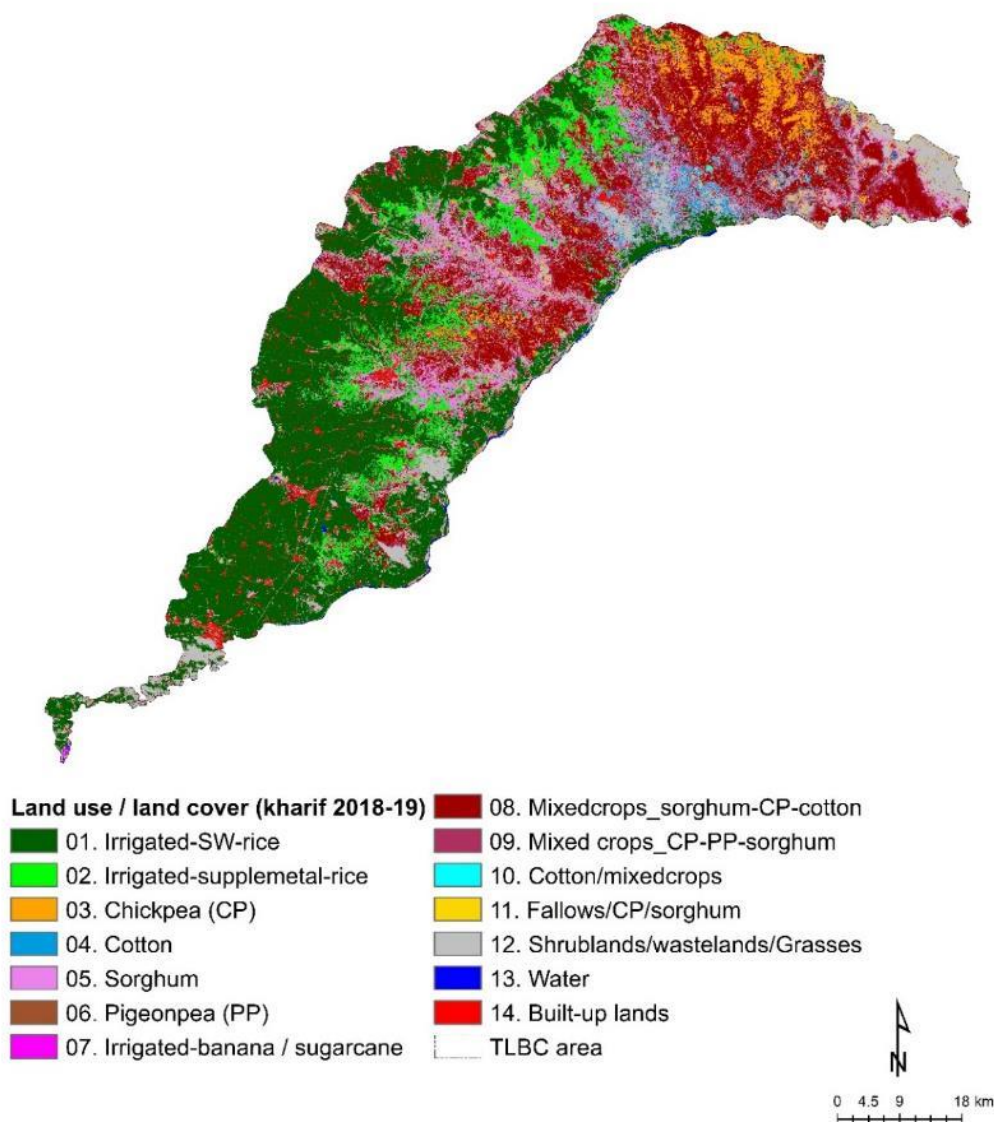 Land use / land cover (kharif 2018-19)
01. Irrigated-SW-rice
02. Irrigated-supplemetal-rice
03. Chickpea (CP)
04. Cotton
05. Sorghum
06. Pigeonpea (PP)
07. Irrigated-banana / sugarcane
08. Mixedcrops_sorghum-CP-cotton
09. Mixed crops_CP-PP-sorghum
10. Cotton/mixedcrops
11. Fallows/CP/sorghum
12. Shrublands/wastelands/Grasses
13. Water
14. Built-up lands
TLBC area
N
0 4.5 9 18 km